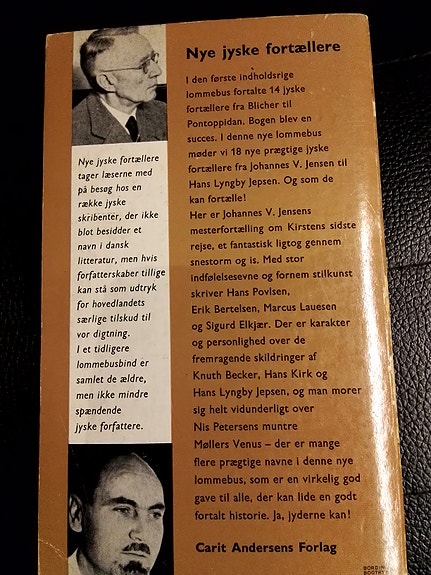 Nye jyske fortællere
I den første indholdsrige
lommebus fortalte 14 jyske
fortællere fra Blicher til
Pontoppidan. Bogen blev en
succes. I denne nye lommebus
møder vi 18 nye prægtige jyske
fortællere fra Johannes V. Jensen til
Hans Lyngby Jepsen. Og som de
kan fortælle!
Her er Johannes V. Jensens
mesterfortælling om Kirstens sidste
rejse, et fantastisk ligtog gennem
snestorm og is. Med stor
indfølelsesevne og fornem stilkunst
skriver Hans Povlsen,
Erik Bertelsen, Marcus Lauesen
og Sigurd Elkjær. Der er karakter
og personlighed over de
fremragende skildringer af
Knuth Becker, Hans Kirk og
Hans Lyngby Jepsen, og man morer
sig helt vidunderligt over
Nis Petersens muntre
Møllers Venus – der er mange
flere prægtige navne i denne nye
lommebus, som er en virkelig god
gave til alle, der kan lide en godt
fortalt historie. Ja, jyderne kan!
Carit Andersens Forlag
Nye jyske fortællere
tager læserne med
på besøg hos en
række jyske
skribenter, der ikke
blot besidder et
navn i dansk
litteratur, men hvis
forfatterskaber tillige
kan stå som udtryk
for hovedlandets
særlige tilskud til
vor digtning.
I et tidligere
lommebusbind er
samlet de ældre,
men ikke mindre
spændende
jyske forfattere.